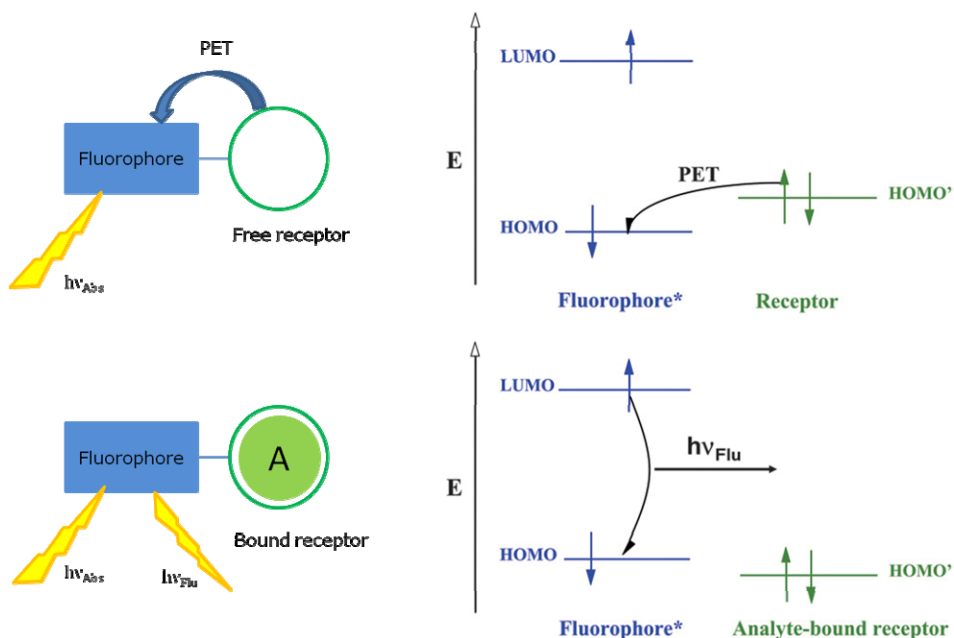 PET
Fluorophore
Free receptor
hνAbs
E
LUMO
PET
HOMO
HOMO'
Fluorophore*
Receptor
Fluorophore
A
Bound receptor
hνAbs
hνFlu
E
LUMO
hνFlu
HOMO
HOMO'
Fluorophore*
Analyte-bound receptor